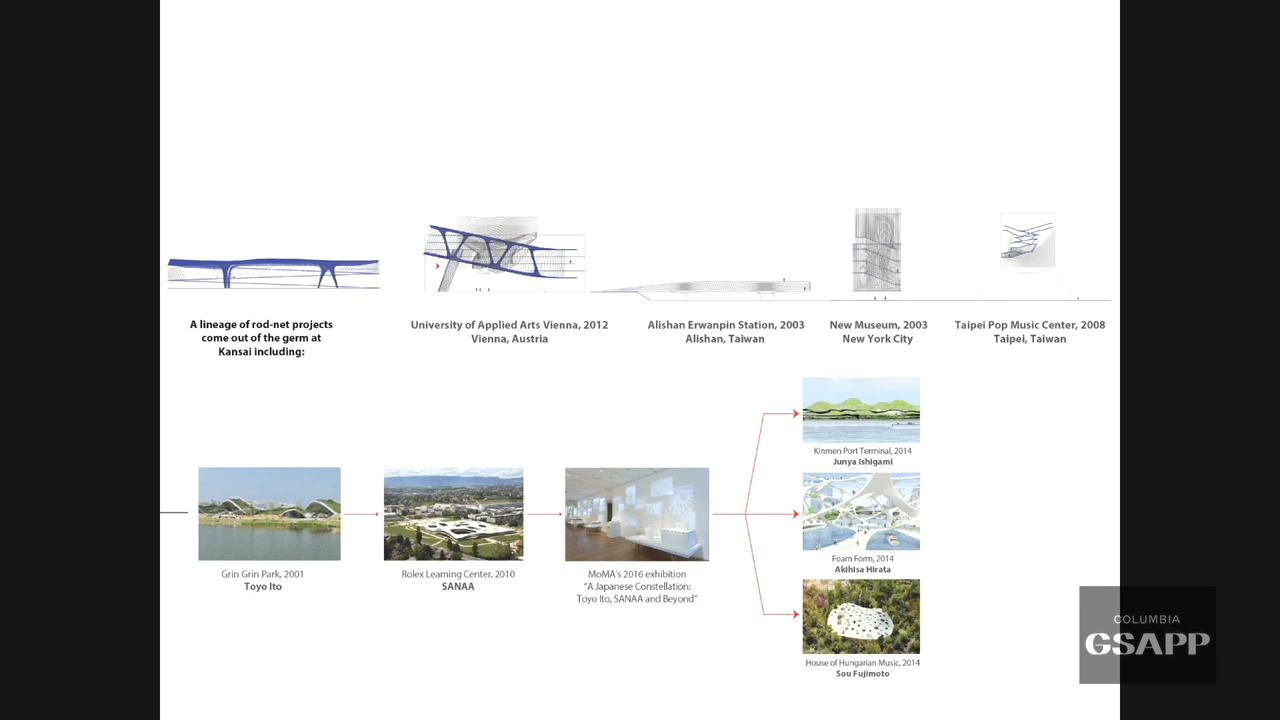 A lineage of rod-net projects
come out of the germ at
Kansai including:
University of Applied Arts Vienna, 2012
Vienna, Austria
Alishan Erwanpin Station, 2003
Alishan, Taiwan
New Museum, 2003
New York City
Taipei Pop Music Center, 2008
Taipei, Taiwan
Grin Grin Park, 2001
Toyo Ito
Rolex Learning Center, 2010
SANAA
MoMA's 2016 exhibition
"A Japanese Constellation:
Toyo Ito, SANAA and Beyond"
Kinmen Port Terminal, 2014
Junya Ishigami
Foam Form, 2014
Akihisa Hirata
House of Hungarian Music, 2014
Sou Fujimoto
COLUMBIA
GSAPP